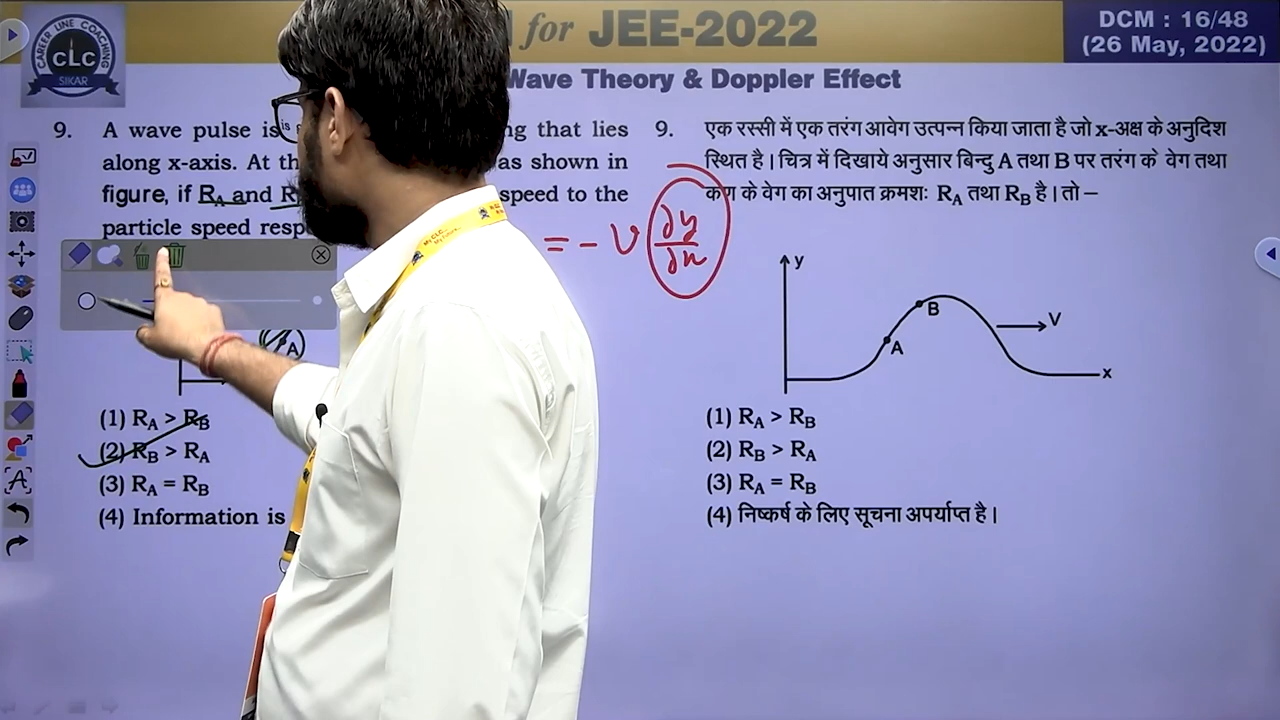 CAREER LINE COACHING
CLC
SIKAR
for JEE-2022
DCM : 16/48
(26 May, 2022)
Wave Theory & Doppler Effect
9. A wave pulse is
ng that lies
along x-axis. At th
as shown in
figure, if R_A and R
speed to the
particle speed resp
= - v ∂y/∂x
A
(1) R_A > R_B
(2) R_B > R_A
(3) R_A = R_B
(4) Information is
9. एक रस्सी में एक तरंग आवेग उत्पन्न किया जाता है जो x-अक्ष के अनुदिश
स्थित है। चित्र में दिखाये अनुसार बिन्दु A तथा B पर तरंग के वेग तथा
कण के वेग का अनुपात क्रमशः R_A तथा R_B है। तो –
y
B
V
A
x
(1) R_A > R_B
(2) R_B > R_A
(3) R_A = R_B
(4) निष्कर्ष के लिए सूचना अपर्याप्त है।